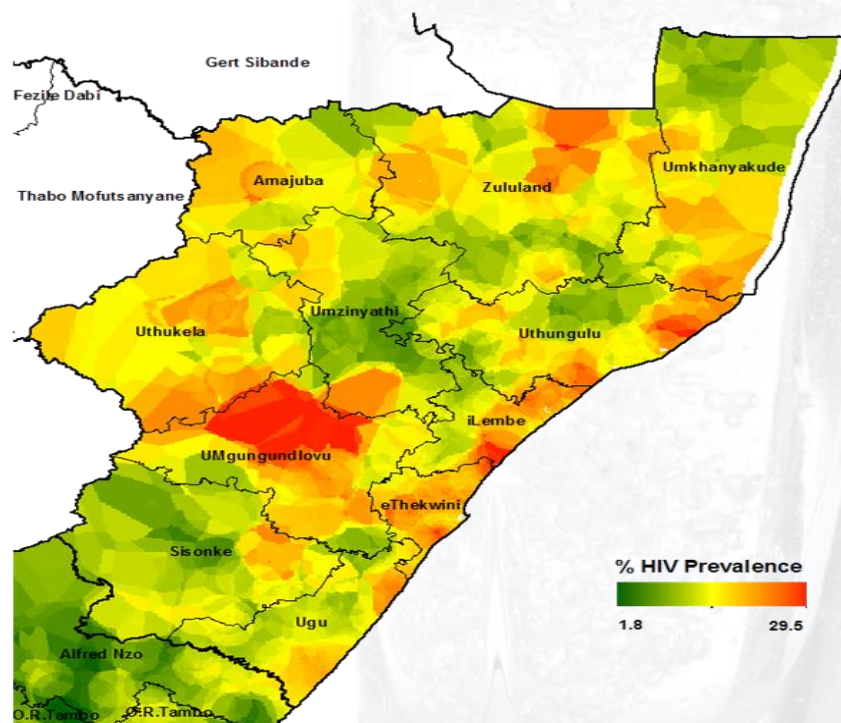 Gert Sibande
Fezile Dabi
Thabo Mofutsanyane
Amajuba
Zululand
Umkhanyakude
Umzinyathi
Uthukela
Uthungulu
iLembe
UMgungundlovu
eThekwini
Sisonke
Ugu
Alfred Nzo
O.R.Tambo
O.R.Tambo
% HIV Prevalence
1.8
29.5